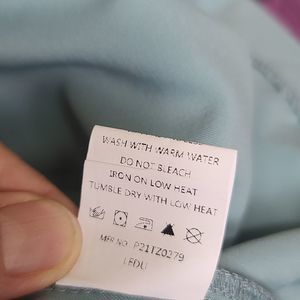 WASH WITH WARM WATER
DO NOT BLEACH
IRON ON LOW HEAT
TUMBLE DRY WITH LOW HEAT
MFR NO. P21TZ0279
LEDU